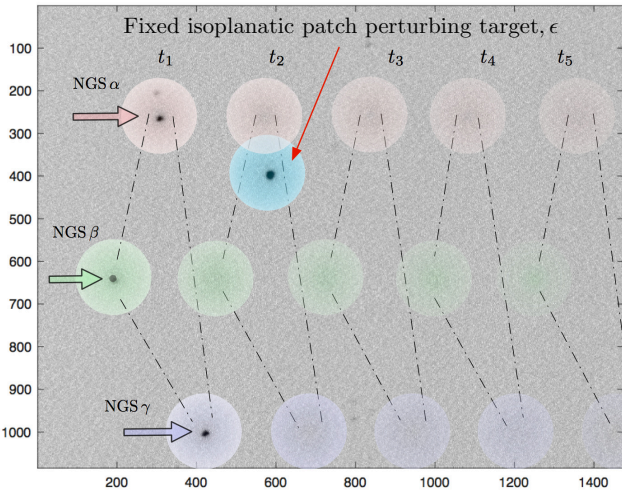 Fixed isoplanatic patch perturbing target, ϵ
t₁ t₂ t₃ t₄ t₅
NGS α
NGS β
NGS γ
100
200
300
400
500
600
700
800
900
1000
200 400 600 800 1000 1200 1400